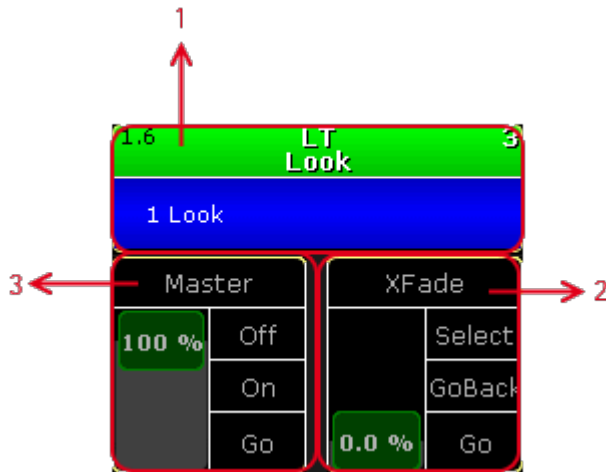 1
1.6 LT 3
Look
1 Look
3 Master XFade 2
100 % Off Select
On GoBack
Go 0.0 % Go